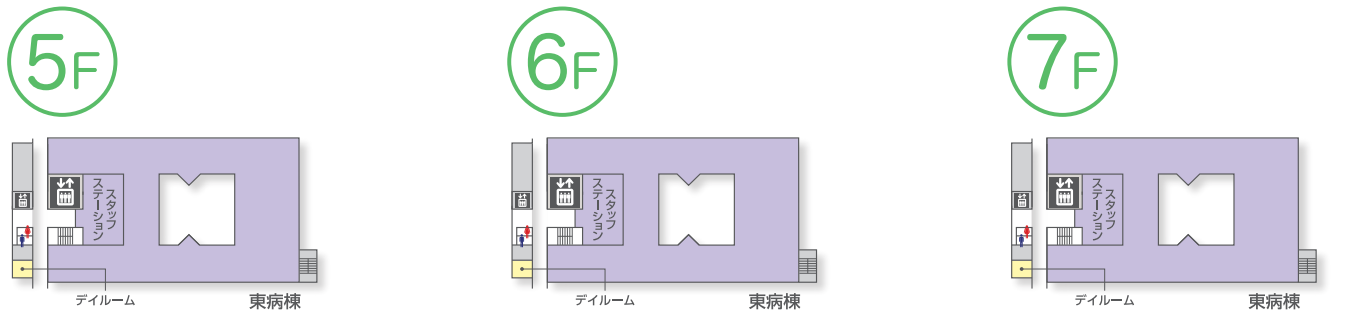 5F
スタッフ
ステーション
デイルーム
東病棟
6F
スタッフ
ステーション
デイルーム
東病棟
7F
スタッフ
ステーション
デイルーム
東病棟